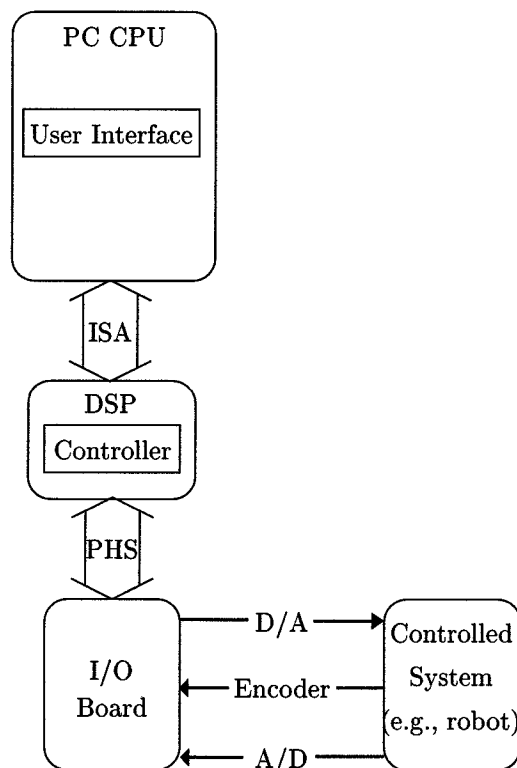 PC CPU
User Interface
ISA
DSP
Controller
PHS
I/O
Board
D/A
Encoder
A/D
Controlled
System
(e.g., robot)